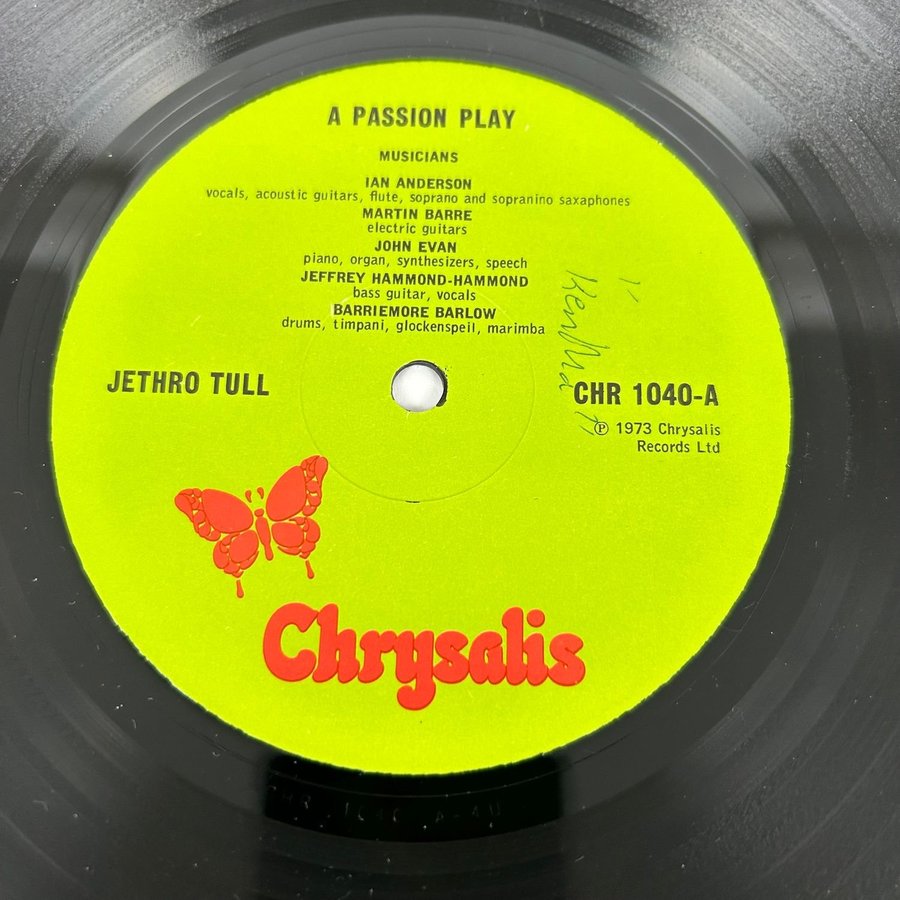 A PASSION PLAY
MUSICIANS
IAN ANDERSON
vocals, acoustic guitars, flute, soprano and sopranino saxaphones
MARTIN BARRE
electric guitars
JOHN EVAN
piano, organ, synthesizers, speech
JEFFREY HAMMOND-HAMMOND
bass guitar, vocals
BARRIEMORE BARLOW
drums, timpani, glockenspeil, marimba
JETHRO TULL
CHR 1040-A
℗ 1973 Chrysalis
Records Ltd
Chrysalis